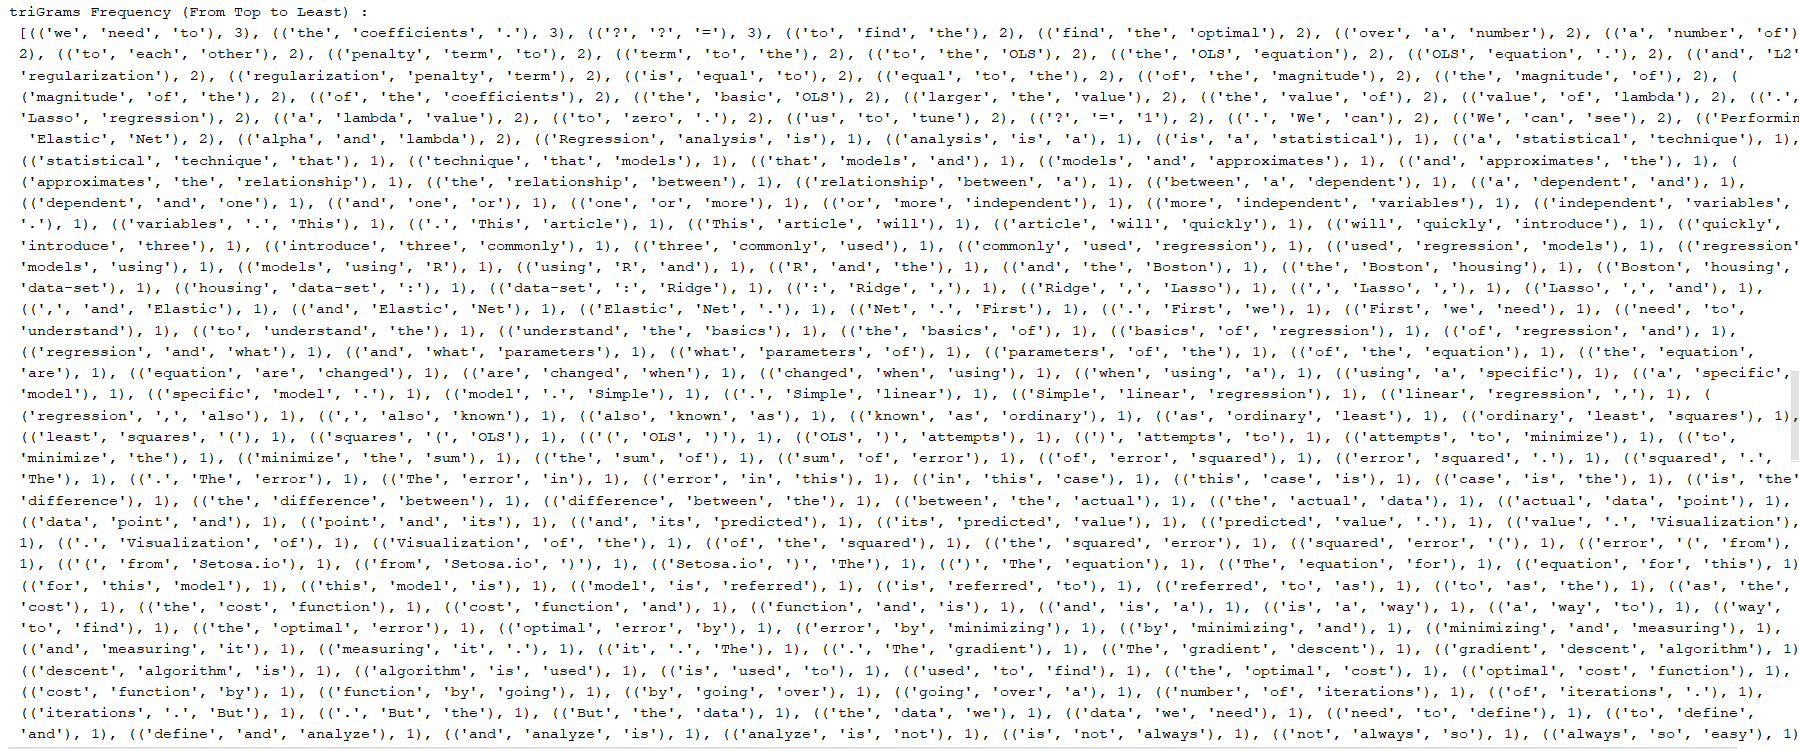 triGrams Frequency (From Top to Least) :
[(('we', 'need', 'to'), 3), (('the', 'coefficients', '.'), 3), (('?', '?', '='), 3), (('to', 'find', 'the'), 2), (('find', 'the', 'optimal'), 2), (('over', 'a', 'number'), 2), (('a', 'number', 'of')
2), (('to', 'each', 'other'), 2), (('penalty', 'term', 'to'), 2), (('term', 'to', 'the'), 2), (('to', 'the', 'OLS'), 2), (('the', 'OLS', 'equation'), 2), (('OLS', 'equation', '.'), 2), (('and', 'L2'
'regularization'), 2), (('regularization', 'penalty', 'term'), 2), (('is', 'equal', 'to'), 2), (('equal', 'to', 'the'), 2), (('of', 'the', 'magnitude'), 2), (('the', 'magnitude', 'of'), 2), (
('magnitude', 'of', 'the'), 2), (('of', 'the', 'coefficients'), 2), (('the', 'basic', 'OLS'), 2), (('larger', 'the', 'value'), 2), (('the', 'value', 'of'), 2), (('value', 'of', 'lambda'), 2), (('.',
'Lasso', 'regression'), 2), (('a', 'lambda', 'value'), 2), (('to', 'zero', '.'), 2), (('us', 'to', 'tune'), 2), (('?', '=', '1'), 2), (('.', 'We', 'can'), 2), (('We', 'can', 'see'), 2), (('Performin
'Elastic', 'Net'), 2), (('alpha', 'and', 'lambda'), 2), (('Regression', 'analysis', 'is'), 1), (('analysis', 'is', 'a'), 1), (('is', 'a', 'statistical'), 1), (('a', 'statistical', 'technique'), 1),
(('statistical', 'technique', 'that'), 1), (('technique', 'that', 'models'), 1), (('that', 'models', 'and'), 1), (('models', 'and', 'approximates'), 1), (('and', 'approximates', 'the'), 1), (
('approximates', 'the', 'relationship'), 1), (('the', 'relationship', 'between'), 1), (('relationship', 'between', 'a'), 1), (('between', 'a', 'dependent'), 1), (('a', 'dependent', 'and'), 1),
(('dependent', 'and', 'one'), 1), (('and', 'one', 'or'), 1), (('one', 'or', 'more'), 1), (('or', 'more', 'independent'), 1), (('more', 'independent', 'variables'), 1), (('independent', 'variables',
'.'), 1), (('variables', '.', 'This'), 1), (('.', 'This', 'article'), 1), (('This', 'article', 'will'), 1), (('article', 'will', 'quickly'), 1), (('will', 'quickly', 'introduce'), 1), (('quickly',
'introduce', 'three'), 1), (('introduce', 'three', 'commonly'), 1), (('three', 'commonly', 'used'), 1), (('commonly', 'used', 'regression'), 1), (('used', 'regression', 'models'), 1), (('regression'
'models', 'using'), 1), (('models', 'using', 'R'), 1), (('using', 'R', 'and'), 1), (('R', 'and', 'the'), 1), (('and', 'the', 'Boston'), 1), (('the', 'Boston', 'housing'), 1), (('Boston', 'housing',
'data-set'), 1), (('housing', 'data-set', ':'), 1), (('data-set', ':', 'Ridge'), 1), ((':', 'Ridge', ','), 1), (('Ridge', ',', 'Lasso'), 1), ((',', 'Lasso', ','), 1), (('Lasso', ',', 'and'), 1),
((',', 'and', 'Elastic'), 1), (('and', 'Elastic', 'Net'), 1), (('Elastic', 'Net', '.'), 1), (('Net', '.', 'First'), 1), (('.', 'First', 'we'), 1), (('First', 'we', 'need'), 1), (('need', 'to',
'understand'), 1), (('to', 'understand', 'the'), 1), (('understand', 'the', 'basics'), 1), (('the', 'basics', 'of'), 1), (('basics', 'of', 'regression'), 1), (('of', 'regression', 'and'), 1),
(('regression', 'and', 'what'), 1), (('and', 'what', 'parameters'), 1), (('what', 'parameters', 'of'), 1), (('parameters', 'of', 'the'), 1), (('of', 'the', 'equation'), 1), (('the', 'equation',
'are'), 1), (('equation', 'are', 'changed'), 1), (('are', 'changed', 'when'), 1), (('changed', 'when', 'using'), 1), (('when', 'using', 'a'), 1), (('using', 'a', 'specific'), 1), (('a', 'specific',
'model'), 1), (('specific', 'model', '.'), 1), (('model', '.', 'Simple'), 1), (('.', 'Simple', 'linear'), 1), (('Simple', 'linear', 'regression'), 1), (('linear', 'regression', ','), 1), (
('regression', ',', 'also'), 1), ((',', 'also', 'known'), 1), (('also', 'known', 'as'), 1), (('known', 'as', 'ordinary'), 1), (('as', 'ordinary', 'least'), 1), (('ordinary', 'least', 'squares'), 1),
(('least', 'squares', '('), 1), (('squares', '(', 'OLS'), 1), (('(', 'OLS', ')'), 1), (('OLS', ')', 'attempts'), 1), ((')', 'attempts', 'to'), 1), (('attempts', 'to', 'minimize'), 1), (('to',
'minimize', 'the'), 1), (('minimize', 'the', 'sum'), 1), (('the', 'sum', 'of'), 1), (('sum', 'of', 'error'), 1), (('of', 'error', 'squared'), 1), (('error', 'squared', '.'), 1), (('squared', '.',
'The'), 1), (('.', 'The', 'error'), 1), (('The', 'error', 'in'), 1), (('error', 'in', 'this'), 1), (('in', 'this', 'case'), 1), (('this', 'case', 'is'), 1), (('case', 'is', 'the'), 1), (('is', 'the'
'difference'), 1), (('the', 'difference', 'between'), 1), (('difference', 'between', 'the'), 1), (('between', 'the', 'actual'), 1), (('the', 'actual', 'data'), 1), (('actual', 'data', 'point'), 1),
(('data', 'point', 'and'), 1), (('point', 'and', 'its'), 1), (('and', 'its', 'predicted'), 1), (('its', 'predicted', 'value'), 1), (('predicted', 'value', '.'), 1), (('value', '.', 'Visualization'),
1), (('.', 'Visualization', 'of'), 1), (('Visualization', 'of', 'the'), 1), (('of', 'the', 'squared'), 1), (('the', 'squared', 'error'), 1), (('squared', 'error', '('), 1), (('error', '(', 'from'),
1), (('(', 'from', 'Setosa.io'), 1), (('from', 'Setosa.io', ')'), 1), (('Setosa.io', ')', 'The'), 1), ((')', 'The', 'equation'), 1), (('The', 'equation', 'for'), 1), (('equation', 'for', 'this'), 1)
(('for', 'this', 'model'), 1), (('this', 'model', 'is'), 1), (('model', 'is', 'referred'), 1), (('is', 'referred', 'to'), 1), (('referred', 'to', 'as'), 1), (('to', 'as', 'the'), 1), (('as', 'the',
'cost'), 1), (('the', 'cost', 'function'), 1), (('cost', 'function', 'and'), 1), (('function', 'and', 'is'), 1), (('and', 'is', 'a'), 1), (('is', 'a', 'way'), 1), (('a', 'way', 'to'), 1), (('way',
'to', 'find'), 1), (('the', 'optimal', 'error'), 1), (('optimal', 'error', 'by'), 1), (('error', 'by', 'minimizing'), 1), (('by', 'minimizing', 'and'), 1), (('minimizing', 'and', 'measuring'), 1),
(('and', 'measuring', 'it'), 1), (('measuring', 'it', '.'), 1), (('it', '.', 'The'), 1), (('.', 'The', 'gradient'), 1), (('The', 'gradient', 'descent'), 1), (('gradient', 'descent', 'algorithm'), 1)
(('descent', 'algorithm', 'is'), 1), (('algorithm', 'is', 'used'), 1), (('is', 'used', 'to'), 1), (('used', 'to', 'find'), 1), (('the', 'optimal', 'cost'), 1), (('optimal', 'cost', 'function'), 1),
(('cost', 'function', 'by'), 1), (('function', 'by', 'going'), 1), (('by', 'going', 'over'), 1), (('going', 'over', 'a'), 1), (('number', 'of', 'iterations'), 1), (('of', 'iterations', '.'), 1),
(('iterations', '.', 'But'), 1), (('.', 'But', 'the'), 1), (('But', 'the', 'data'), 1), (('the', 'data', 'we'), 1), (('data', 'we', 'need'), 1), (('need', 'to', 'define'), 1), (('to', 'define',
'and'), 1), (('define', 'and', 'analyze'), 1), (('and', 'analyze', 'is'), 1), (('analyze', 'is', 'not'), 1), (('is', 'not', 'always'), 1), (('not', 'always', 'so'), 1), (('always', 'so', 'easy'), 1)